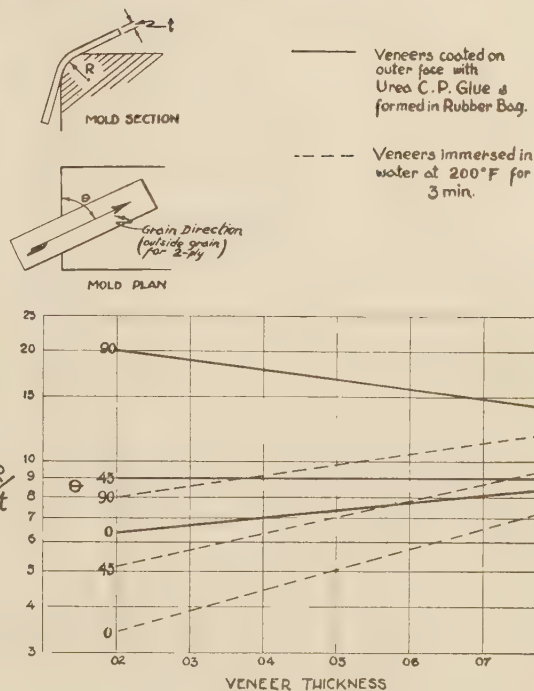 t
R
MOLD SECTION
Veneers coated on
outer face with
Urea C.P. Glue &
formed in Rubber Bag.
Veneers immersed in
water at 200°F for
3 min.
θ
Grain Direction
(outside grain)
for 2-ply
MOLD PLAN
25
20
15
10
9
8
7
6
5
4
3
t
θ
90
45
90
0
45
0
02 03 04 05 06 07
VENEER THICKNESS